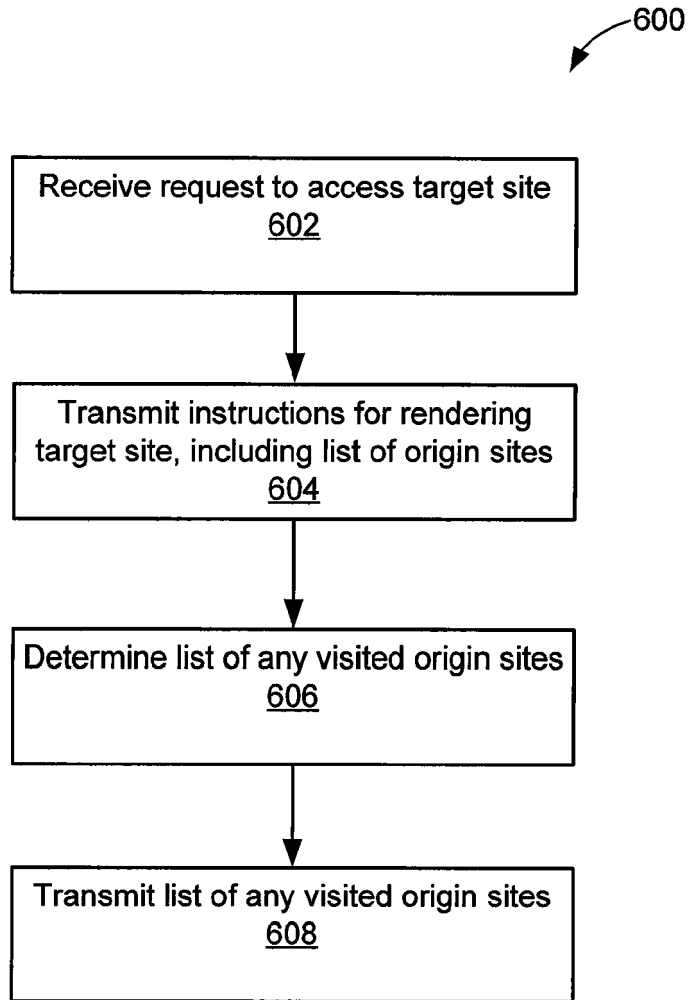 600
Receive request to access target site
602
Transmit instructions for rendering
target site, including list of origin sites
604
Determine list of any visited origin sites
606
Transmit list of any visited origin sites
608